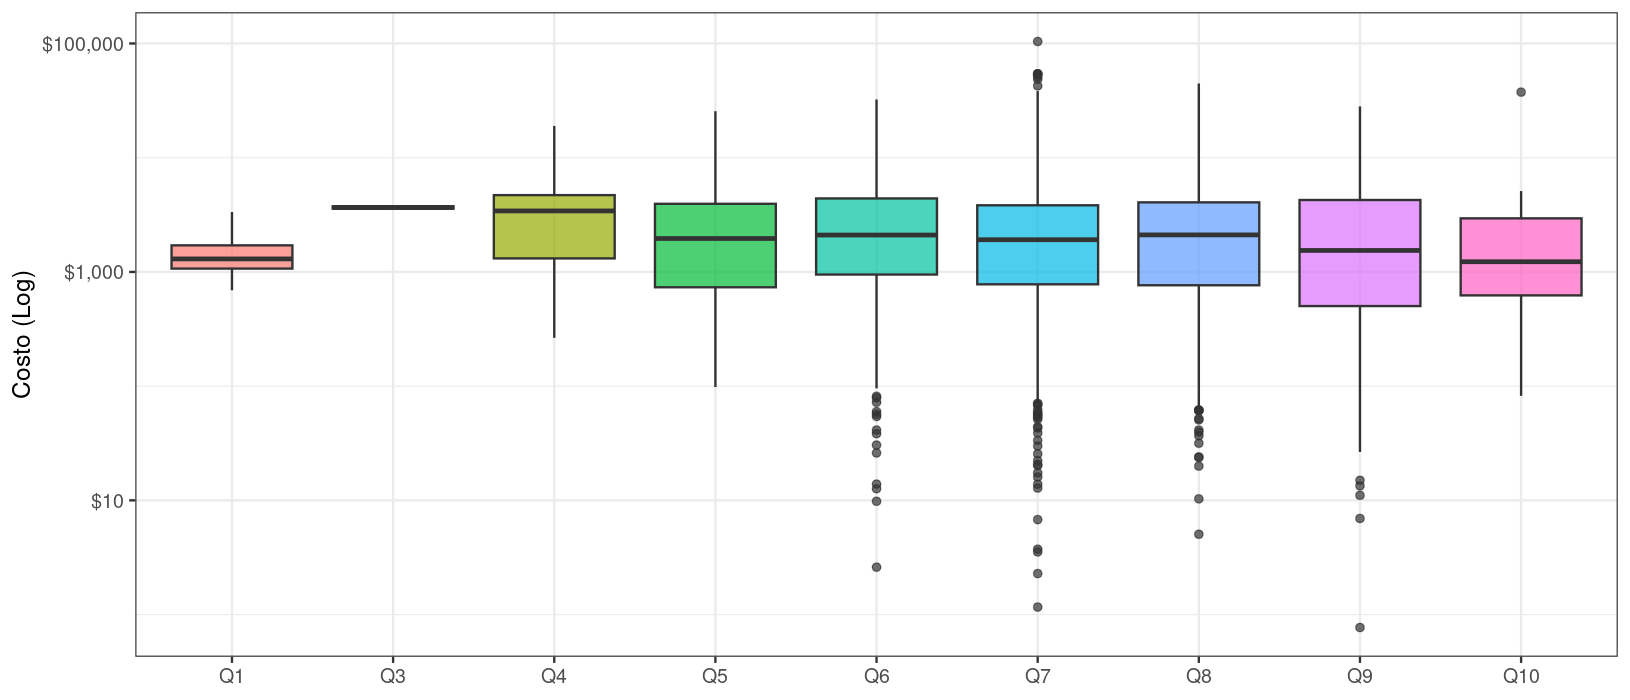 Costo (Log)
$100,000
$1,000
$10
Q1 Q3 Q4 Q5 Q6 Q7 Q8 Q9 Q10